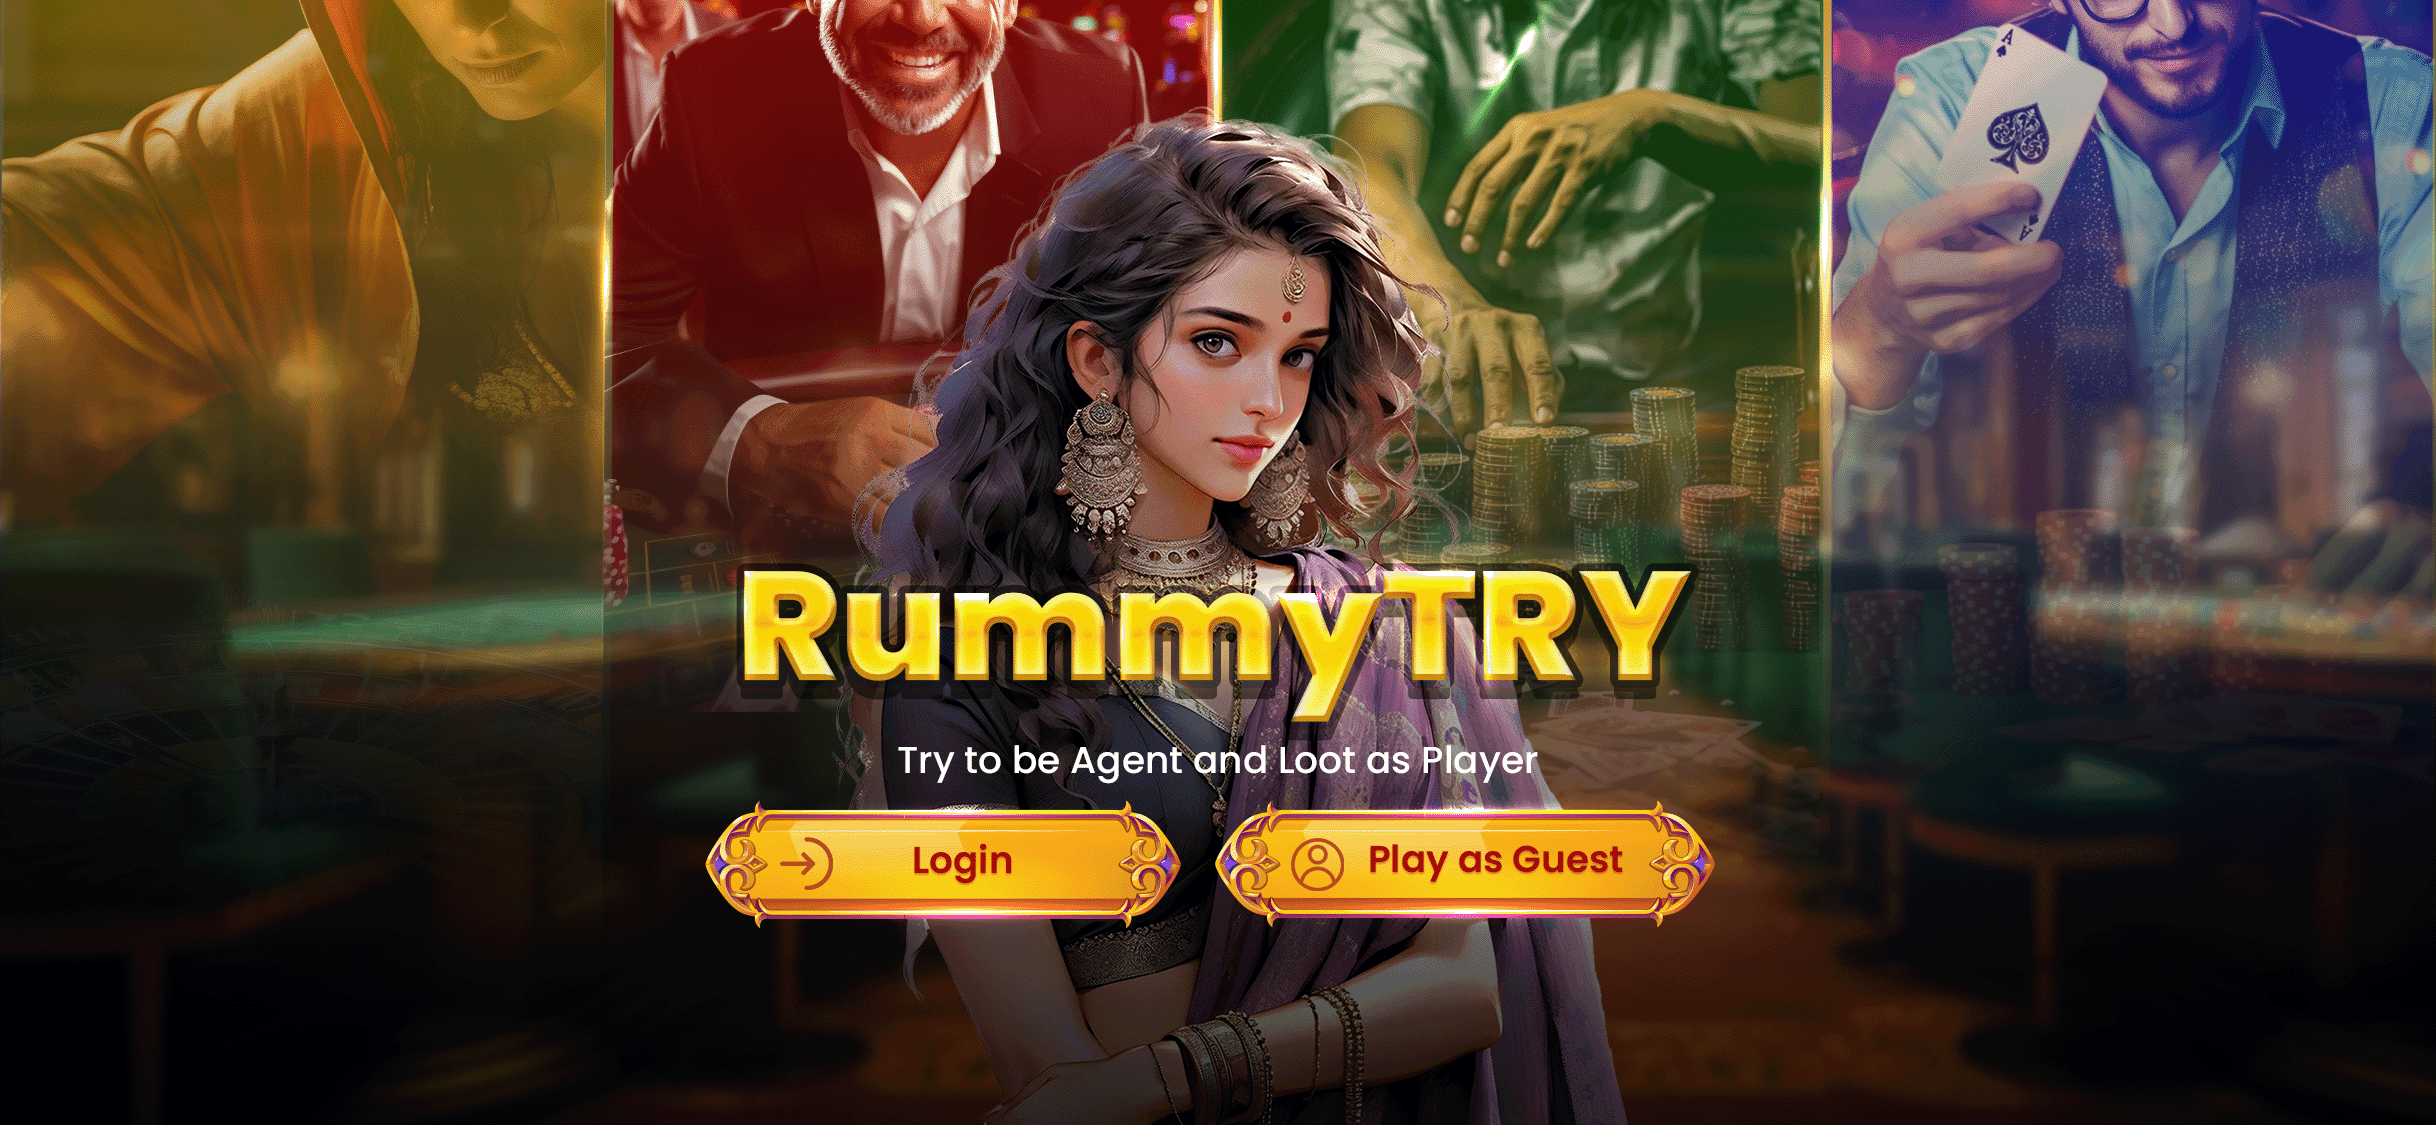 A
A
RummyTRY
Try to be Agent and Loot as Player
Login
Play as Guest